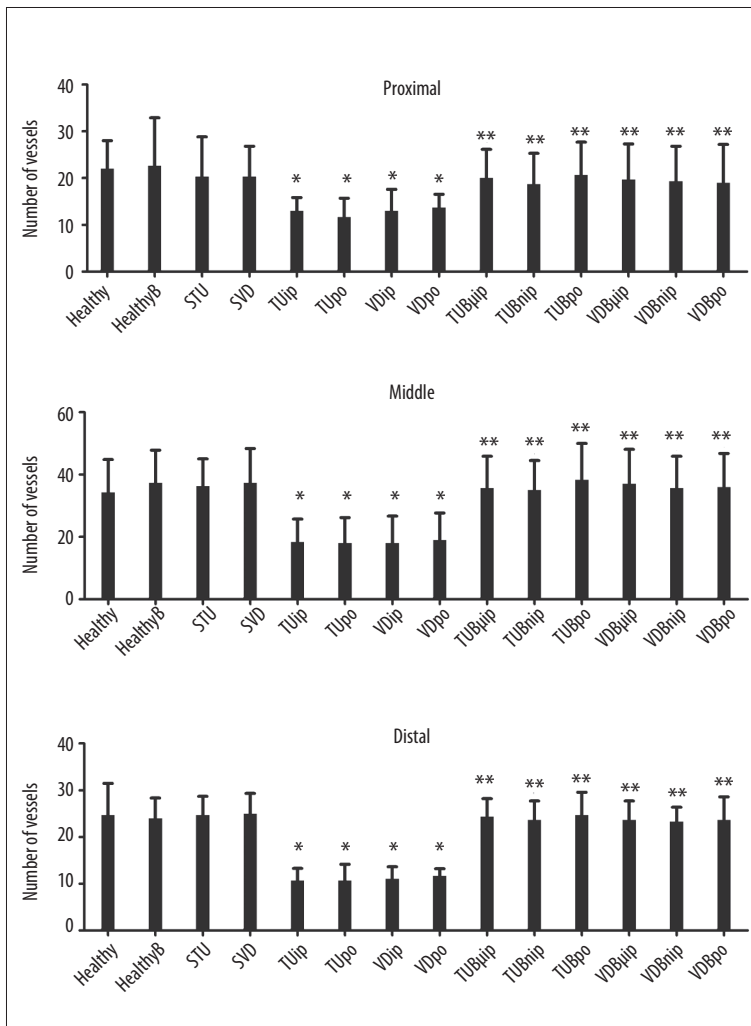 Proximal
Number of vessels
40
30
20
10
0
* * * * ** ** ** ** ** **
Healthy HealthyB STU SVD TUip TUpo VDip VDpo TUBµip TUBnip TUBpo VDBµip VDBnip VDBpo
Middle
Number of vessels
60
40
20
0
* * * * ** ** ** ** ** **
Healthy HealthyB STU SVD TUip TUpo VDip VDpo TUBµip TUBnip TUBpo VDBµip VDBnip VDBpo
Distal
Number of vessels
40
30
20
10
0
* * * * ** ** ** ** ** **
Healthy HealthyB STU SVD TUip TUpo VDip VDpo TUBµip TUBnip TUBpo VDBµip VDBnip VDBpo